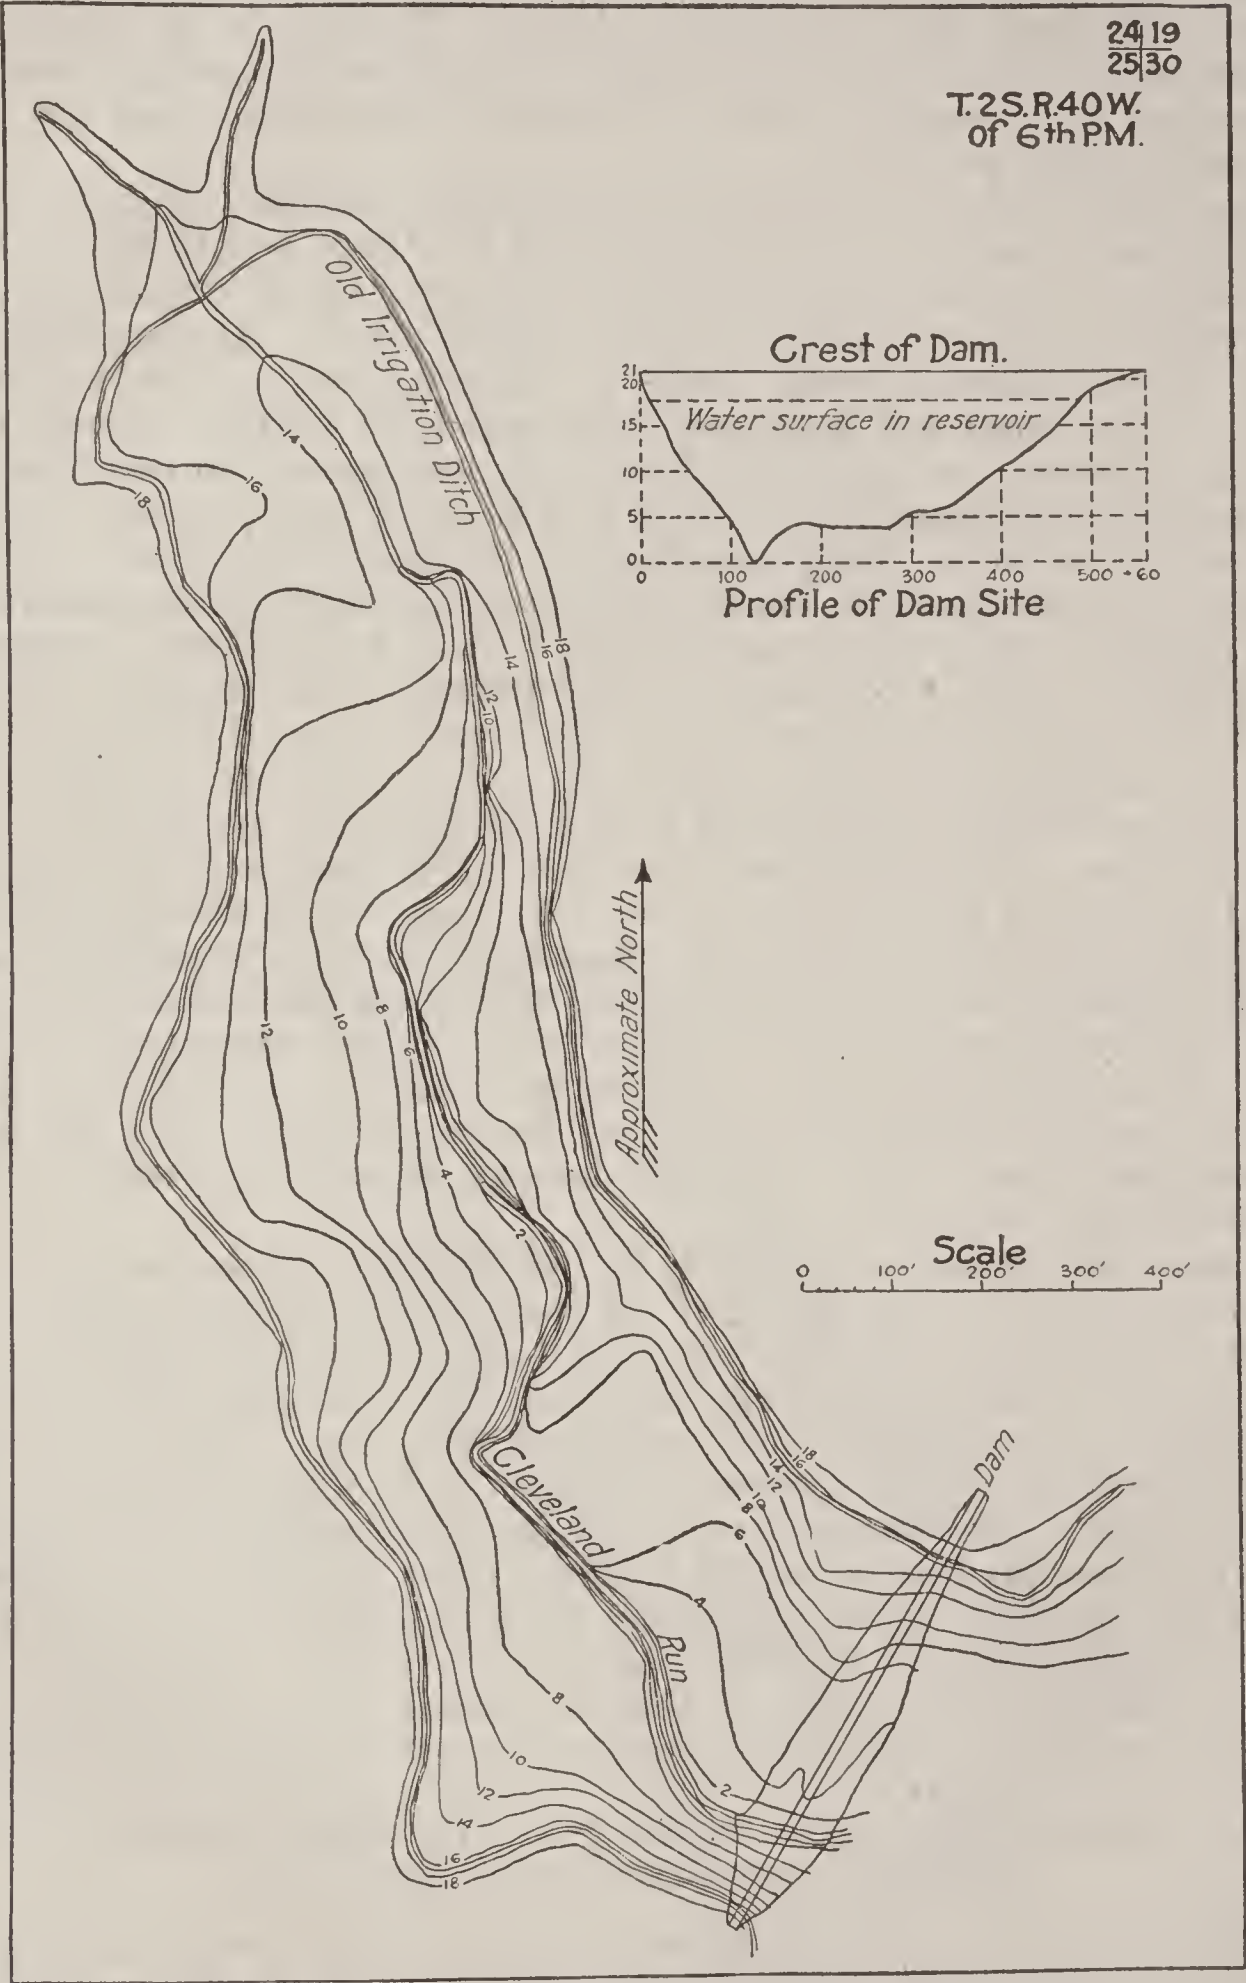 24 19
25 30
T.2S.R.40W.
of 6th P.M.
Old Irrigation Ditch
Crest of Dam.
21
20
Water surface in reservoir
15
10
5
0
0 100 200 300 400 500 +60
Profile of Dam Site
14
16
18
18
16
14
12
10
Approximate North
12
10
8
6
4
2
Scale
0 100' 200' 300' 400'
Dam
18
16
14
12
10
8
6
Cleveland
Run
4
8
2
10
12
14
16
18